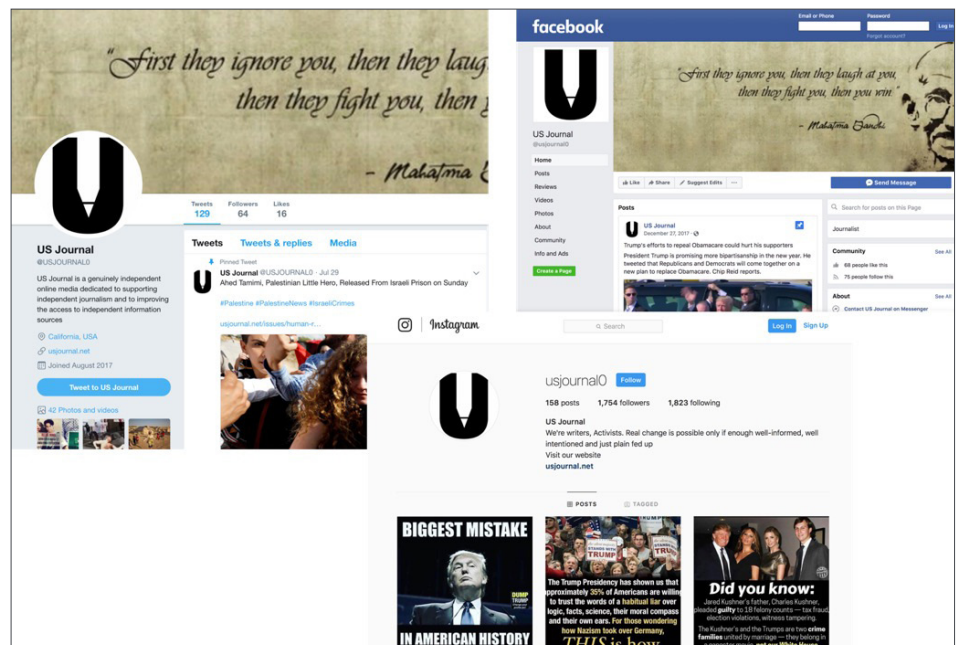 "First they ignore you, then they laug
then they fight you, then y
- Mahatma G
US Journal
@USJOURNAL0
US Journal is a genuinely independent
online media dedicated to supporting
independent journalism and to improving
the access to independent information
sources
California, USA
usjournal.net
Joined August 2017
Tweet to US Journal
42 Photos and videos
Tweets Followers Likes
129 64 16
Tweets Tweets & replies Media
Pinned Tweet
US Journal @USJOURNAL0 · Jul 29
Ahed Tamimi, Palestinian Little Hero, Released From Israeli Prison on Sunday
#Palestine #PalestineNews #IsraeliCrimes
usjournal.net/issues/human-r...
facebook
Email or Phone Password
Log In
Forgot account?
"First they ignore you, then they laugh at you,
then they fight you, then you win."
- Mahatma Gandhi
US Journal
@usjournal0
Home
Posts
Reviews
Videos
Photos
About
Community
Info and Ads
Create a Page
Like Share Suggest Edits ...
Send Message
Posts
US Journal
December 27, 2017 ·
Trump's efforts to repeal Obamacare could hurt his supporters
President Trump is promising more bipartisanship in the new year. He
tweeted that Republicans and Democrats will come together on a
new plan to replace Obamacare. Chip Reid reports.
Search for posts on this Page
Journalist
Community See All
68 people like this
75 people follow this
About See All
Contact US Journal on Messenger
Instagram
Search
Log In Sign Up
usjournal0 Follow
158 posts 1,754 followers 1,823 following
US Journal
We're writers, Activists. Real change is possible only if enough well-informed, well
intentioned and just plain fed up
Visit our website
usjournal.net
POSTS TAGGED
BIGGEST MISTAKE
DUMP
TRUMP
IN AMERICAN HISTORY
STANDS WITH
TRUMP
TRUMP
The Trump Presidency has shown us that
approximately 35% of Americans are willing
to trust the words of a habitual liar over
logic, facts, science, their moral compass
and their own ears. For those wondering
how Nazism took over Germany,
THIS is how
Did you know:
Jared Kushner's father, Charles Kushner,
pleaded guilty to 18 felony counts — tax fraud,
election violations, witness tampering.
The Kushner's and the Trumps are two crime
families united by marriage — they belong in
a gangster movie, not our White House